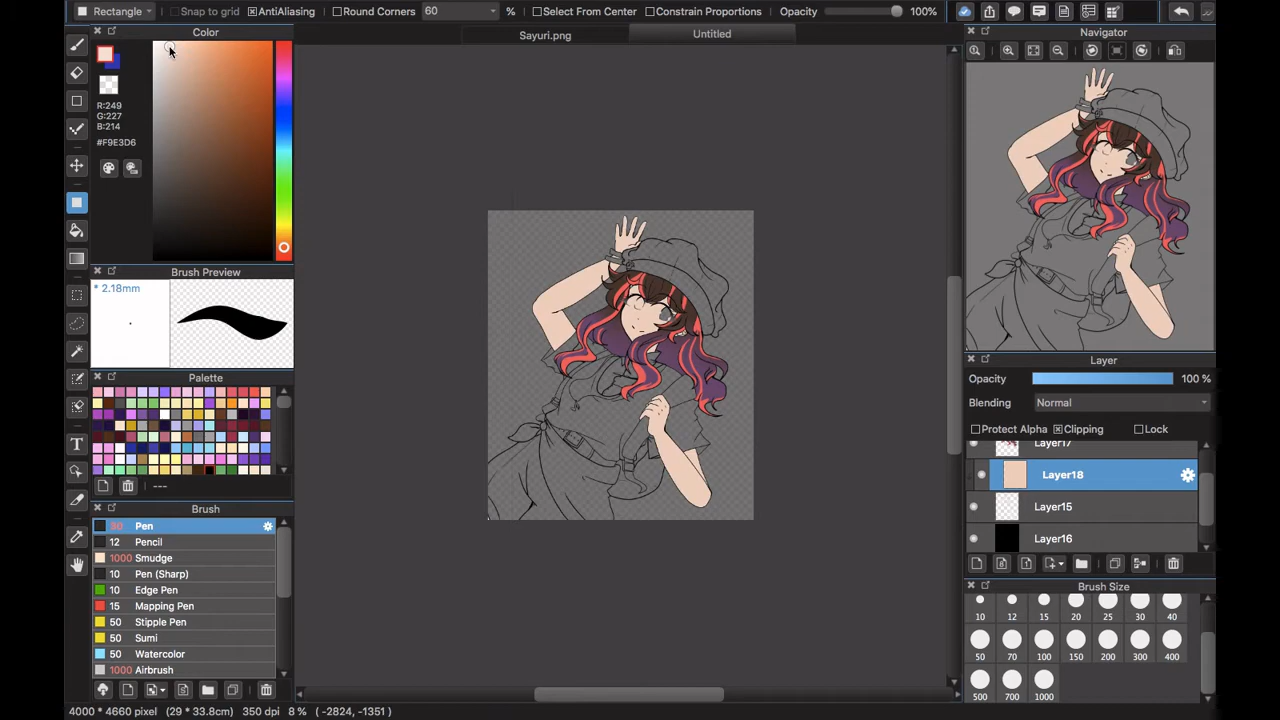 Rectangle Snap to grid AntiAliasing Round Corners 60 % Select From Center Constrain Proportions Opacity 100%
Color
Sayuri.png Untitled
Navigator
R:249
G:227
B:214
#F9E3D6
Brush Preview
* 2.18mm
Layer
Opacity 100 %
Palette
Blending Normal
Protect Alpha Clipping Lock
Layer17
Layer18
---
Layer15
Brush
50 Pen
Layer16
12 Pencil
1000 Smudge
10 Pen (Sharp)
Brush Size
10 Edge Pen
15 Mapping Pen
10 12 15 20 25 30 40
50 Stipple Pen
50 Sumi
50 Watercolor
50 70 100 150 200 300 400
1000 Airbrush
500 700 1000
4000 * 4660 pixel (29 * 33.8cm) 350 dpi 8 % ( -2824, -1351)